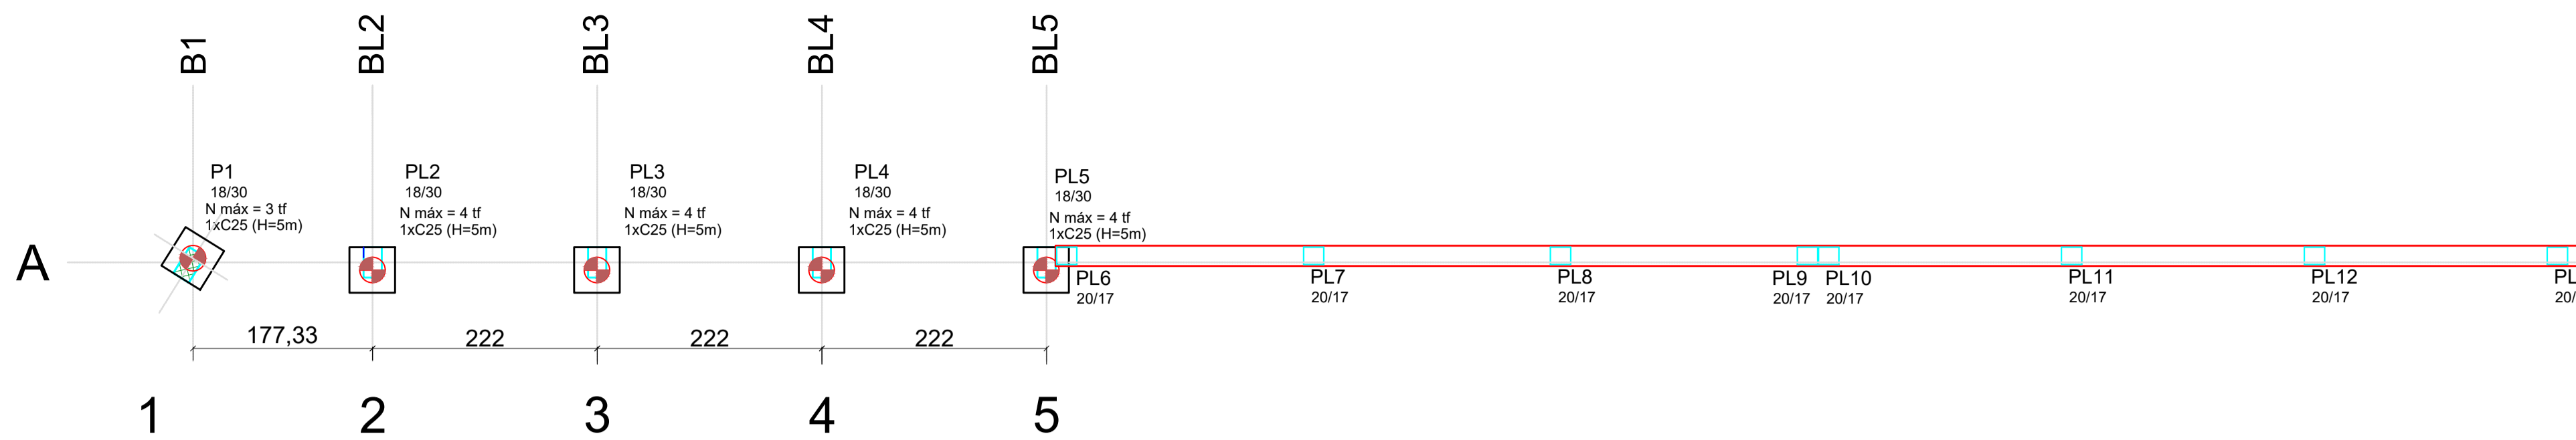 B1
BL2
BL3
BL4
BL5
P1
18/30
N máx = 3 tf
1xC25 (H=5m)
PL2
18/30
N máx = 4 tf
1xC25 (H=5m)
PL3
18/30
N máx = 4 tf
1xC25 (H=5m)
PL4
18/30
N máx = 4 tf
1xC25 (H=5m)
PL5
18/30
N máx = 4 tf
1xC25 (H=5m)
A
PL6
20/17
PL7
20/17
PL8
20/17
PL9
20/17
PL10
20/17
PL11
20/17
PL12
20/17
PL
20/
177,33
222
222
222
1
2
3
4
5